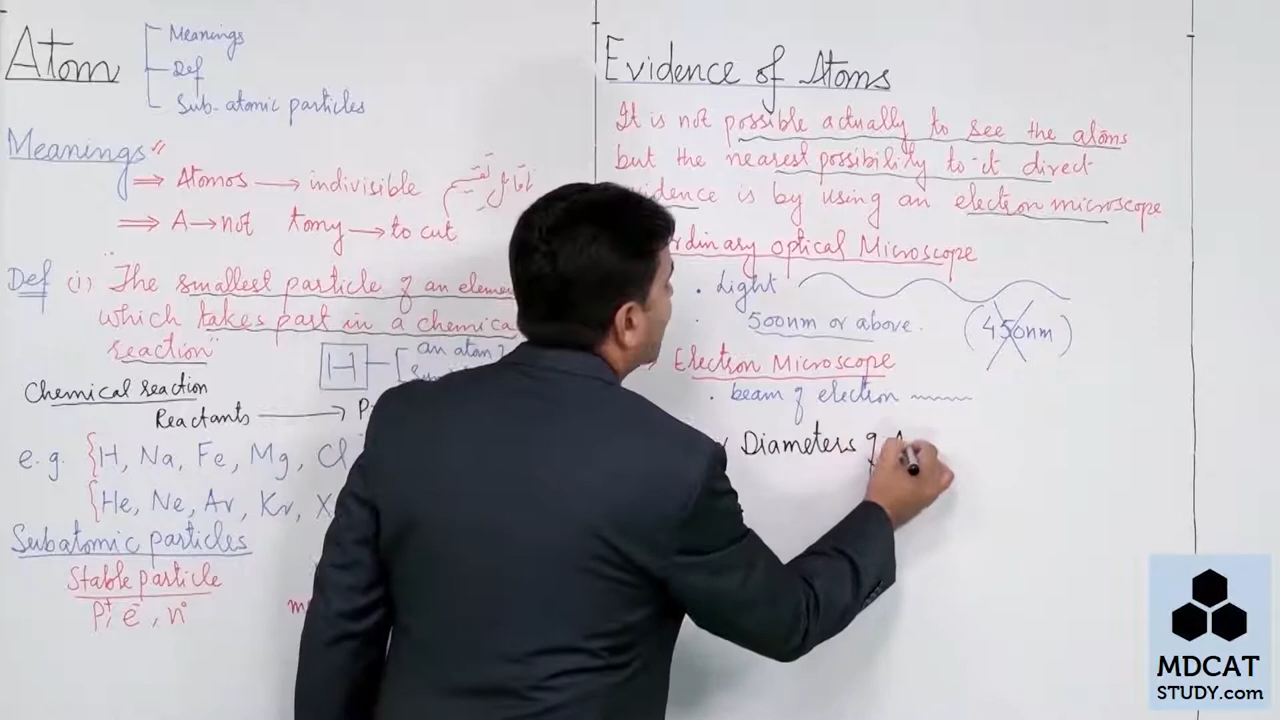 Atom
Meanings
Def
Sub-atomic particles
Meanings
⇒ Atomos → indivisible
⇒ A → not tomy → to cut
Def (i) "The smallest particle of an
which takes part in a
reaction"
H
an atom?
Chemical reaction
Reactants →
e.g. {H, Na, Fe, Mg, Cl
{He, Ne, Ar, Kr,
Subatomic particles
Stable particle
P⁺, e⁻, n°
Evidence of Atoms
It is not possible actually to see the atoms
but the nearest possibility to it direct
is by using an electron microscope
optical Microscope
• Light
500nm or above. (450nm)
Electron Microscope
• beam of electron
Diameters of
MDCAT
STUDY.com